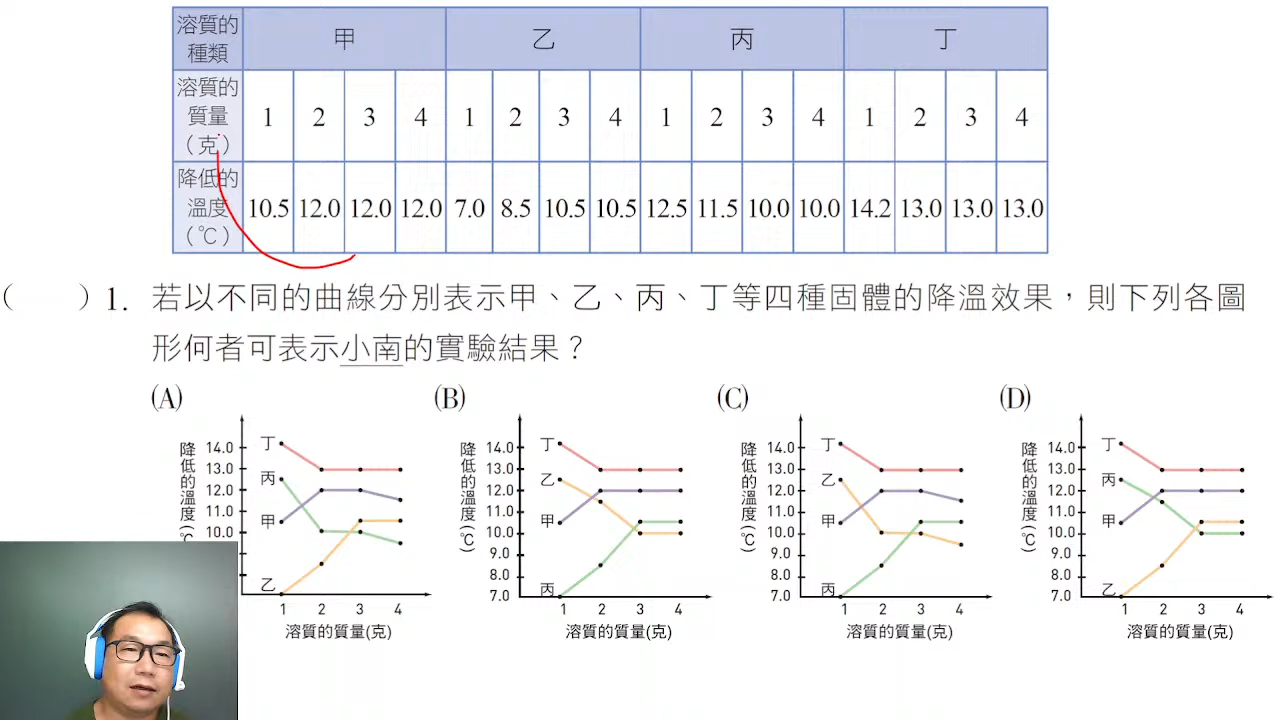 溶質的種類 甲 乙 丙 丁
溶質的質量(克) 1 2 3 4 1 2 3 4 1 2 3 4 1 2 3 4
降低的溫度(℃) 10.5 12.0 12.0 12.0 7.0 8.5 10.5 10.5 12.5 11.5 10.0 10.0 14.2 13.0 13.0 13.0
( ) 1. 若以不同的曲線分別表示甲、乙、丙、丁等四種固體的降溫效果,則下列各圖
形何者可表示小南的實驗結果?
(A)
降低的溫度(℃
14.0
13.0
12.0
11.0
10.0
丁
丙
甲
乙
1 2 3 4
溶質的質量(克)
(B)
降低的溫度(℃)
14.0
13.0
12.0
11.0
10.0
9.0
8.0
7.0
丁
乙
甲
丙
1 2 3 4
溶質的質量(克)
(C)
降低的溫度(℃)
14.0
13.0
12.0
11.0
10.0
9.0
8.0
7.0
丁
乙
甲
丙
1 2 3 4
溶質的質量(克)
(D)
降低的溫度(℃)
14.0
13.0
12.0
11.0
10.0
9.0
8.0
7.0
丁
丙
甲
乙
1 2 3 4
溶質的質量(克)